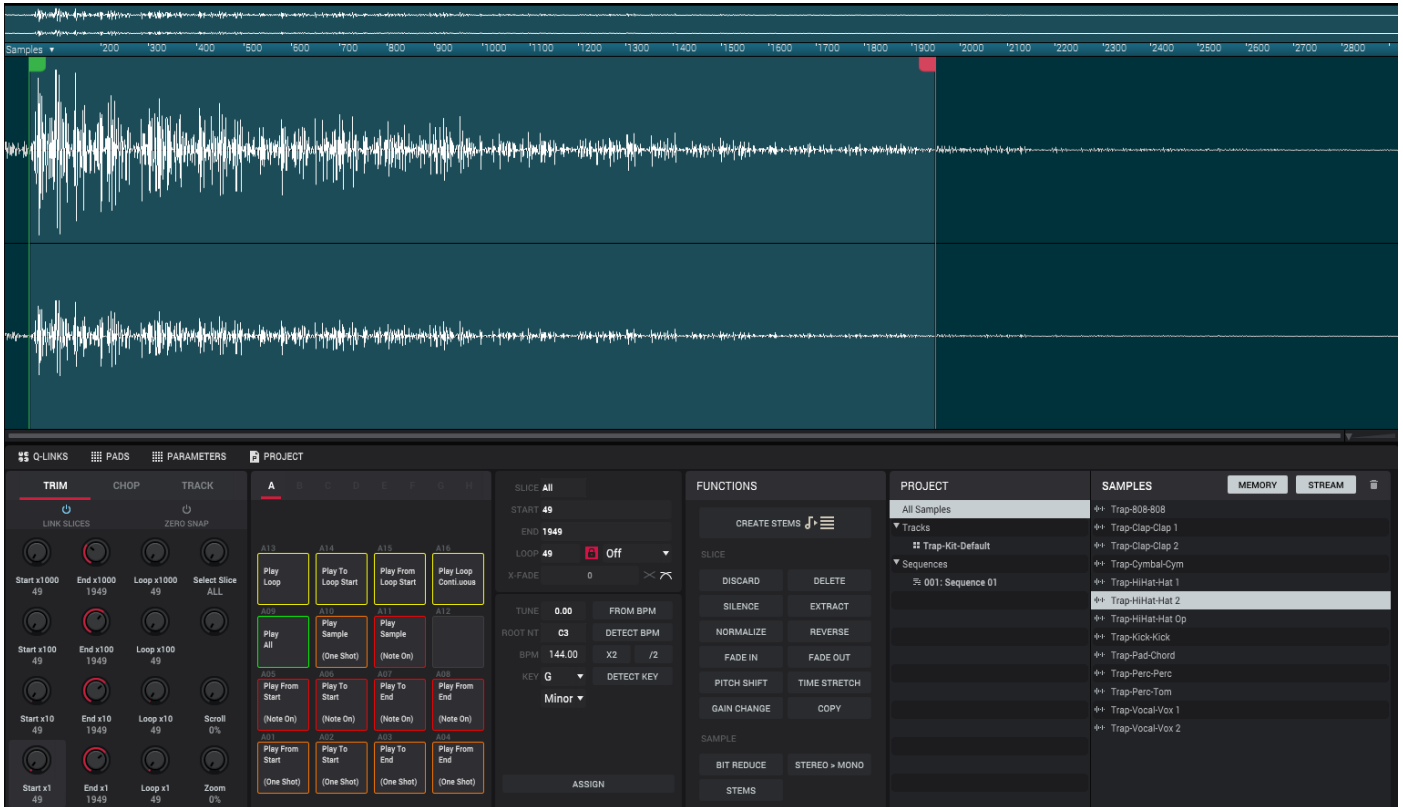 Samples ▾ '200 '300 '400 '500 '600 '700 '800 '900 '1000 '1100 '1200 '1300 '1400 '1500 '1600 '1700 '1800 '1900 '2000 '2100 '2200 '2300 '2400 '2500 '2600 '2700 '2800
Q-LINKS PADS PARAMETERS PROJECT
TRIM CHOP TRACK
LINK SLICES ZERO SNAP
Start x1000 End x1000 Loop x1000 Select Slice
49 1949 49 ALL
Start x100 End x100 Loop x100
49 1949 49
Start x10 End x10 Loop x10 Scroll
49 1949 49 0%
Start x1 End x1 Loop x1 Zoom
49 1949 49 0%
A B C D E F G H
A13 A14 A15 A16
Play Play To Play From Play Loop
Loop Loop Start Loop Start Conti.uous
A09 A10 A11 A12
Play Play Play
All Sample Sample
(One Shot) (Note On)
A05 A06 A07 A08
Play From Play To Play To Play From
Start Start End End
(Note On) (Note On) (Note On) (Note On)
A01 A02 A03 A04
Play From Play To Play To Play From
Start Start End End
(One Shot) (One Shot) (One Shot) (One Shot)
SLICE All
START 49
END 1949
LOOP 49 Off ▾
X-FADE 0
TUNE 0.00 FROM BPM
ROOT NT C3 DETECT BPM
BPM 144.00 X2 /2
KEY G ▾ DETECT KEY
Minor ▾
ASSIGN
FUNCTIONS
CREATE STEMS
SLICE
DISCARD DELETE
SILENCE EXTRACT
NORMALIZE REVERSE
FADE IN FADE OUT
PITCH SHIFT TIME STRETCH
GAIN CHANGE COPY
SAMPLE
BIT REDUCE STEREO > MONO
STEMS
PROJECT
All Samples
Tracks
Trap-Kit-Default
Sequences
001: Sequence 01
SAMPLES MEMORY STREAM
Trap-808-808
Trap-Clap-Clap 1
Trap-Clap-Clap 2
Trap-Cymbal-Cym
Trap-HiHat-Hat 1
Trap-HiHat-Hat 2
Trap-HiHat-Hat Op
Trap-Kick-Kick
Trap-Pad-Chord
Trap-Perc-Perc
Trap-Perc-Tom
Trap-Vocal-Vox 1
Trap-Vocal-Vox 2